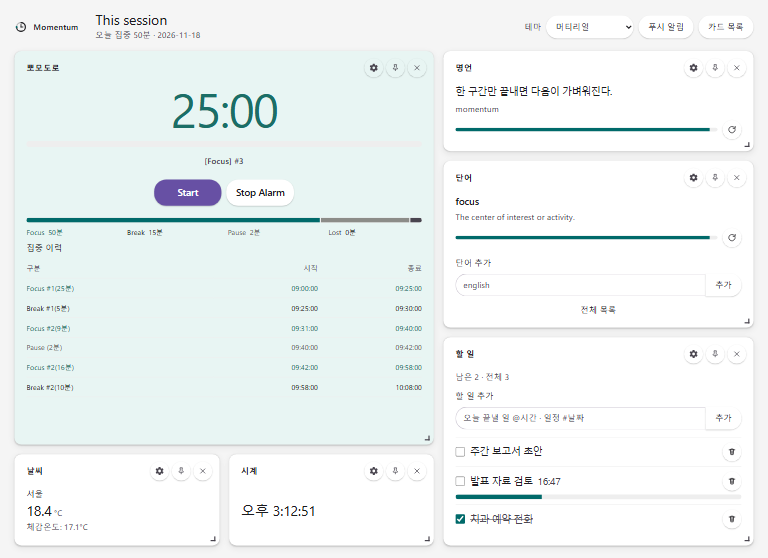 Momentum
This session
오늘 집중 50분 · 2026-11-18
테마
머티리얼
푸시 알림
카드 목록
뽀모도로
25:00
[Focus] #3
Start
Stop Alarm
Focus 50분
Break 15분
Pause 2분
Lost 0분
집중 이력
구분 시작 종료
Focus #1(25분) 09:00:00 09:25:00
Break #1(5분) 09:25:00 09:30:00
Focus #2(9분) 09:31:00 09:40:00
Pause (2분) 09:40:00 09:42:00
Focus #2(16분) 09:42:00 09:58:00
Break #2(10분) 09:58:00 10:08:00
날씨
서울
18.4 °C
체감온도: 17.1°C
시계
오후 3:12:51
명언
한 구간만 끝내면 다음이 가벼워진다.
momentum
단어
focus
The center of interest or activity.
단어 추가
english
추가
전체 목록
할 일
남은 2 · 전체 3
할 일 추가
오늘 끝낼 일 @시간 · 일정 #날짜
추가
주간 보고서 초안
발표 자료 검토 16:47
치과 예약 전화